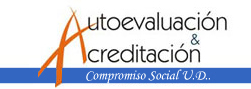 Autoevaluación
&
Acreditación
Compromiso Social U.D..